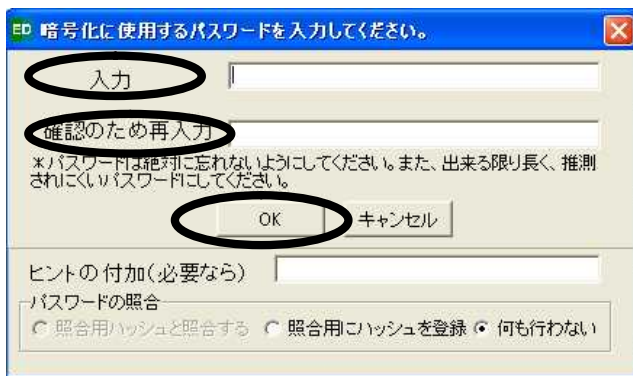 ED 暗号化に使用するパスワードを入力してください。
入力
確認のため再入力
*パスワードは絶対に忘れないようにしてください。また、出来る限り長く、推測
されにくいパスワードにしてください。
OK キャンセル
ヒントの付加(必要なら)
パスワードの照合
照合用ハッシュと照合する 照合用にハッシュを登録 何も行わない